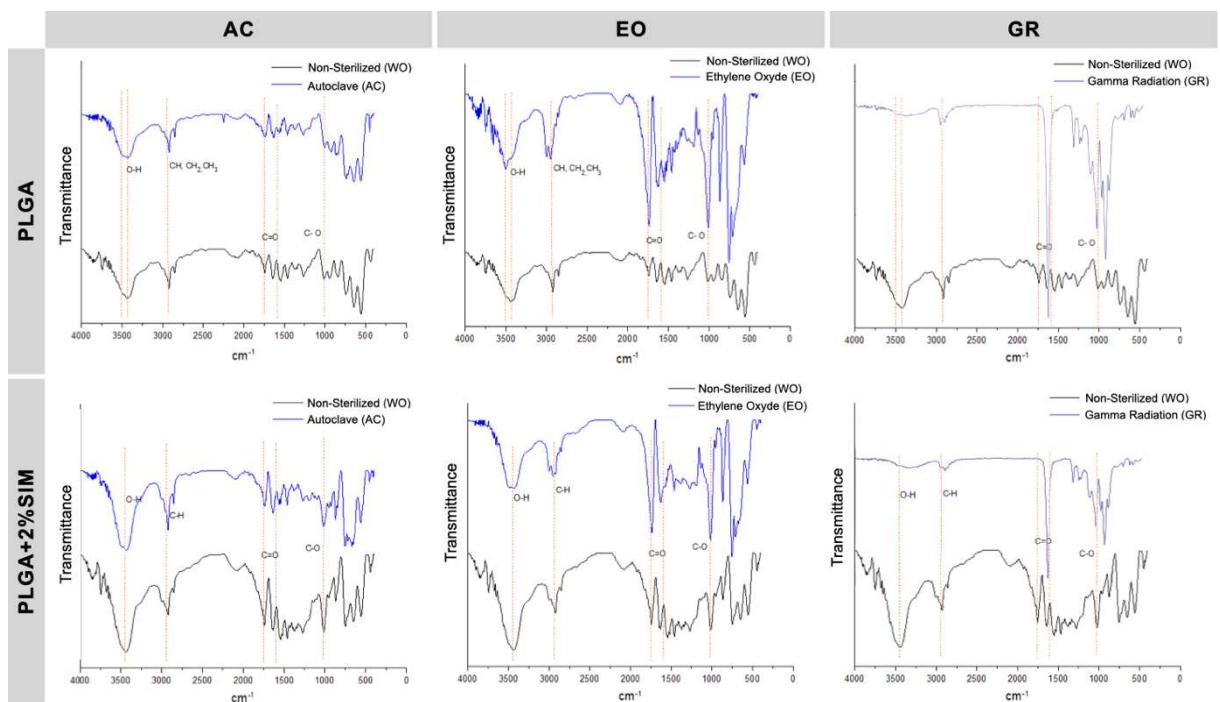 AC
EO
GR
PLGA
Non-Sterilized (WO)
Autoclave (AC)
O-H
CH, CH2, CH3
C=O
C- O
Transmittance
4000 3500 3000 2500 2000 1500 1000 500 0
cm-1
Non-Sterilized (WO)
Ethylene Oxyde (EO)
O-H
CH, CH2, CH3
C=O
C- O
Transmittance
4000 3500 3000 2500 2000 1500 1000 500 0
cm-1
Non-Sterilized (WO)
Gamma Radiation (GR)
C=O
C-O
Transmittance
4000 3500 3000 2500 2000 1500 1000 500 0
cm-1
PLGA+2%SIM
Non-Sterilized (WO)
Autoclave (AC)
O-H
C-H
C=O
C-O
Transmittance
4000 3500 3000 2500 2000 1500 1000 500 0
cm-1
Non-Sterilized (WO)
Ethylene Oxyde (EO)
O-H
C-H
C=O
C-O
Transmittance
4000 3500 3000 2500 2000 1500 1000 500 0
cm-1
Non-Sterilized (WO)
Gamma Radiation (GR)
O-H
C-H
C=O
C-O
Transmittance
4000 3500 3000 2500 2000 1500 1000 500 0
cm-1